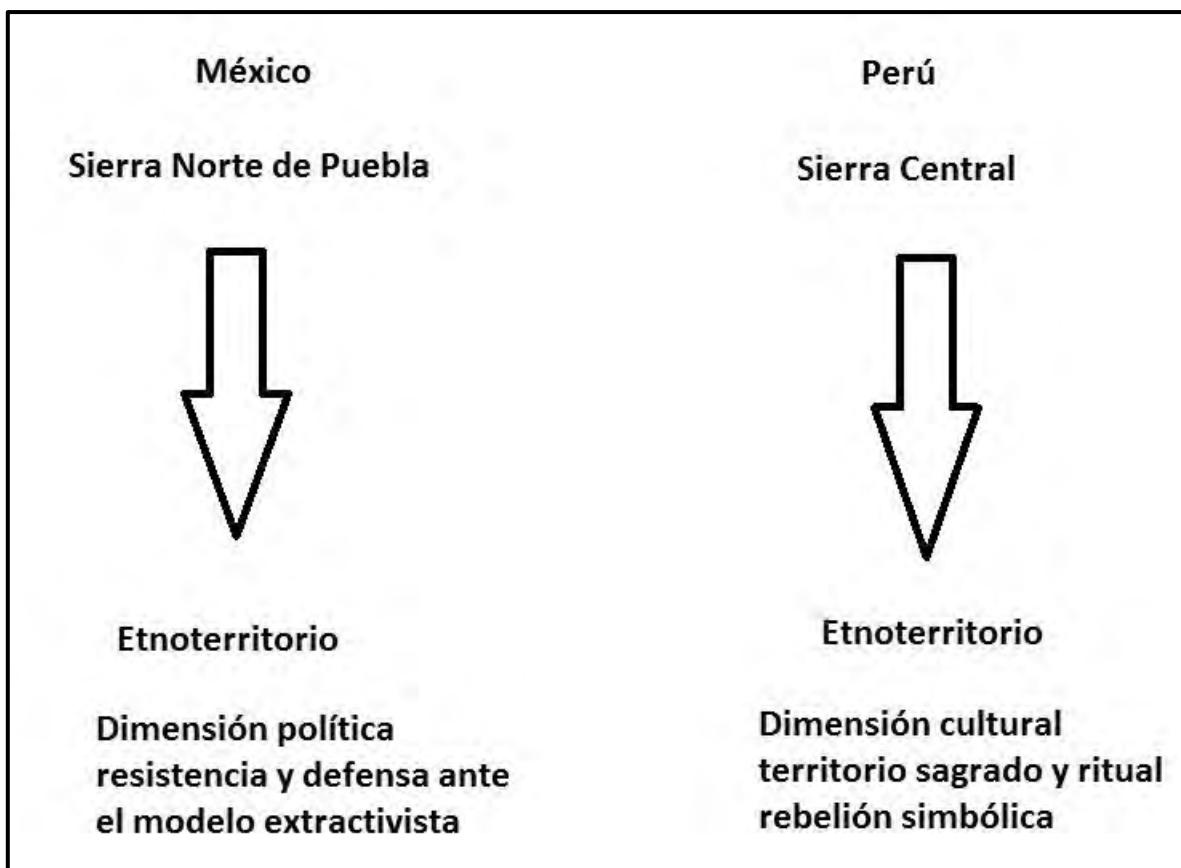 México
Sierra Norte de Puebla
Etnoterritorio
Dimensión política
resistencia y defensa ante
el modelo extractivista
Perú
Sierra Central
Etnoterritorio
Dimensión cultural
territorio sagrado y ritual
rebelión simbólica